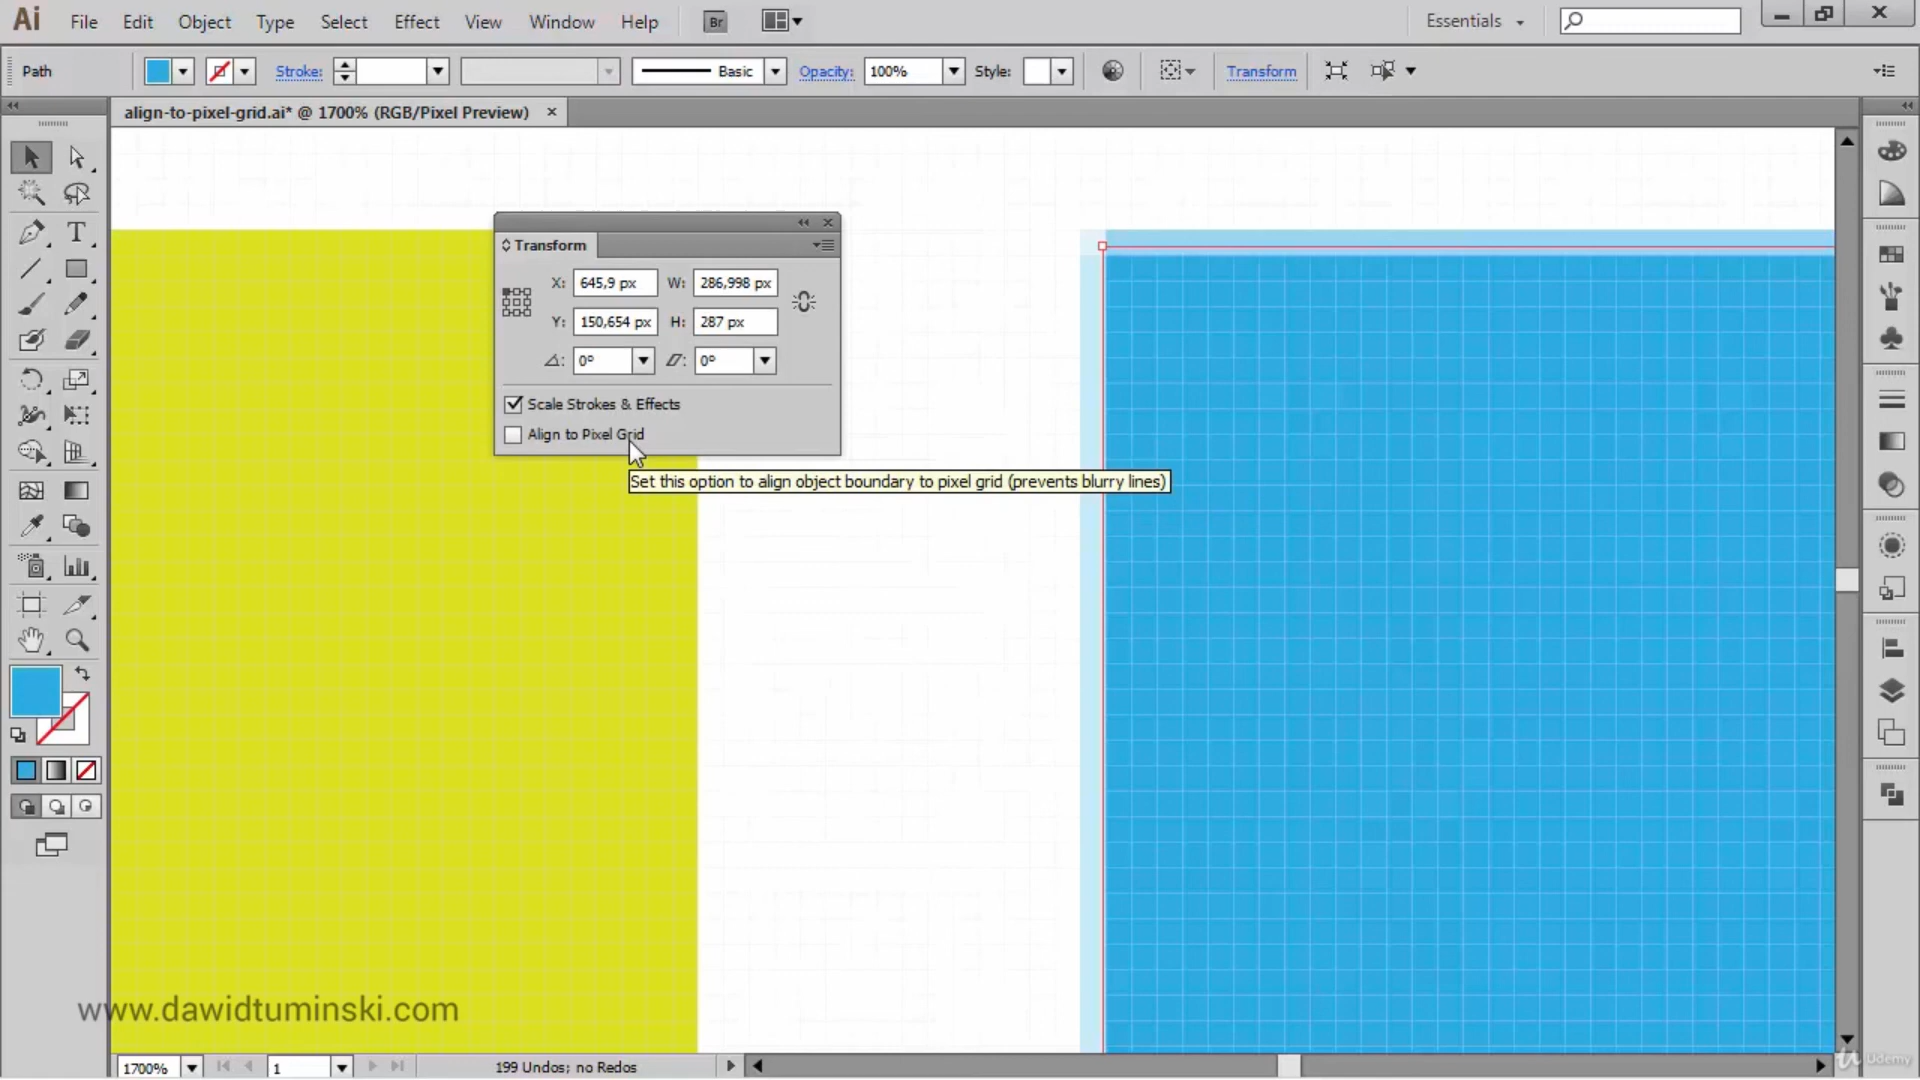 Ai File Edit Object Type Select Effect View Window Help Br Essentials
Path Stroke: Basic Opacity: 100% Style: Transform
align-to-pixel-grid.ai* @ 1700% (RGB/Pixel Preview)
Transform
X: 645,9 px W: 286,998 px
Y: 150,654 px H: 287 px
0° 0°
Scale Strokes & Effects
Align to Pixel Grid
Set this option to align object boundary to pixel grid (prevents blurry lines)
T
www.dawidtuminski.com
1700% 1 199 Undos; no Redos
Udemy